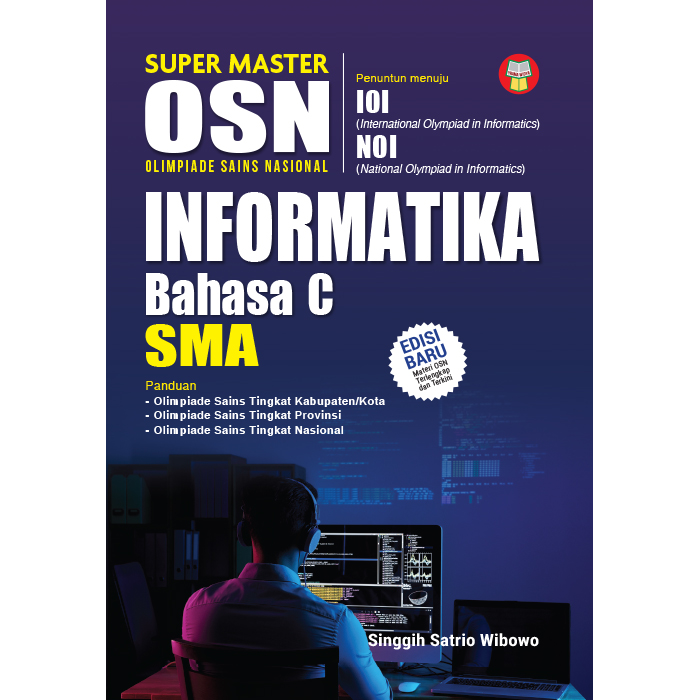 SUPER MASTER
OSN
OLIMPIADE SAINS NASIONAL
Penuntun menuju
IOI
(International Olympiad in Informatics)
NOI
(National Olympiad in Informatics)
INFORMATIKA
Bahasa C
SMA
EDISI
BARU
Materi OSN
Terlengkap
dan Terkini
Panduan
- Olimpiade Sains Tingkat Kabupaten/Kota
- Olimpiade Sains Tingkat Provinsi
- Olimpiade Sains Tingkat Nasional
Singgih Satrio Wibowo